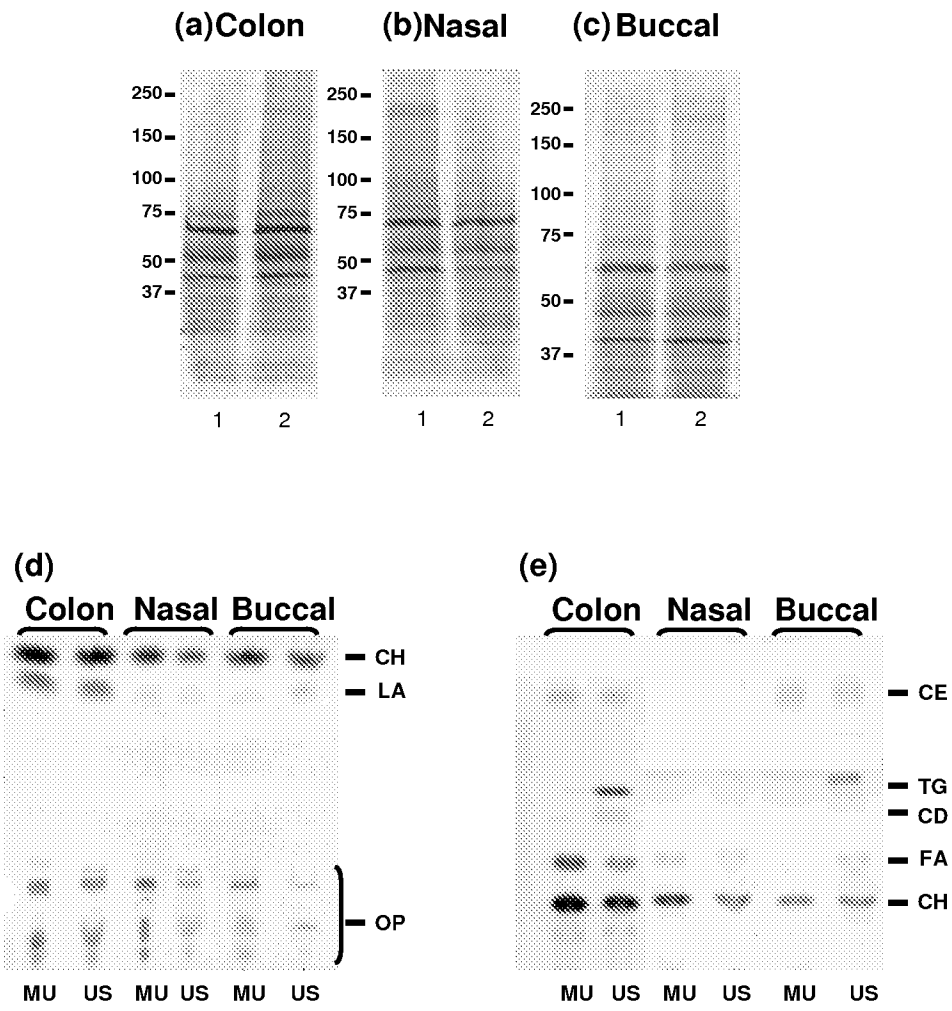 (a) Colon (b) Nasal (c) Buccal
250 250 250
150 150 150
100 100 100
75 75 75
50 50 50
37 37 37
1 2 1 2 1 2
(d) (e)
Colon Nasal Buccal Colon Nasal Buccal
CH
LA
OP
CE
TG
CD
FA
CH
MU US MU US MU US MU US MU US MU US